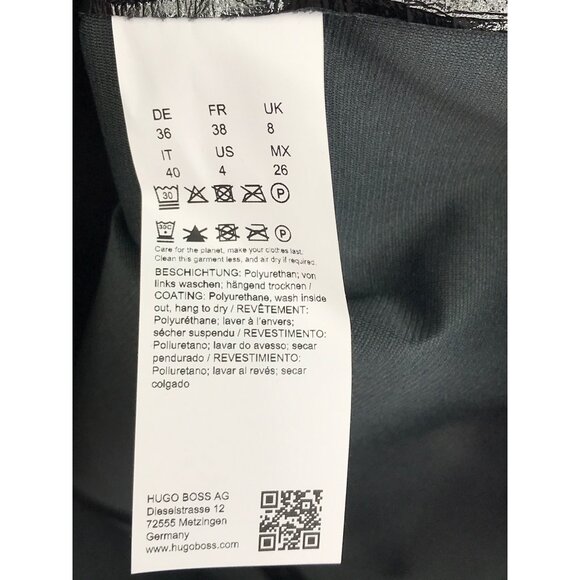 DE FR UK
36 38 8
IT US MX
40 4 26
30 P
30C P
Care for the planet, make your clothes last.
Clean this garment less, and air dry if required.
BESCHICHTUNG: Polyurethan; von
links waschen; hängend trocknen /
COATING: Polyurethane, wash inside
out, hang to dry / REVÊTEMENT:
Polyuréthane; laver à l'envers;
sécher suspendu / RIVESTIMENTO:
Poliuretano; lavar do avesso; secar
pendurado / REVESTIMIENTO:
Poliuretano; lavar al revés; secar
colgado
HUGO BOSS AG
Dieselstrasse 12
72555 Metzingen
Germany
www.hugoboss.com